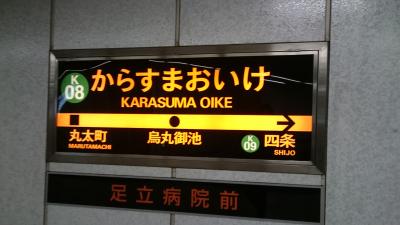 K
08
からすまおいけ
KARASUMA OIKE
丸太町
MARUTAMACHI
烏丸御池
K
09
四条
SHIJO
足立病院前